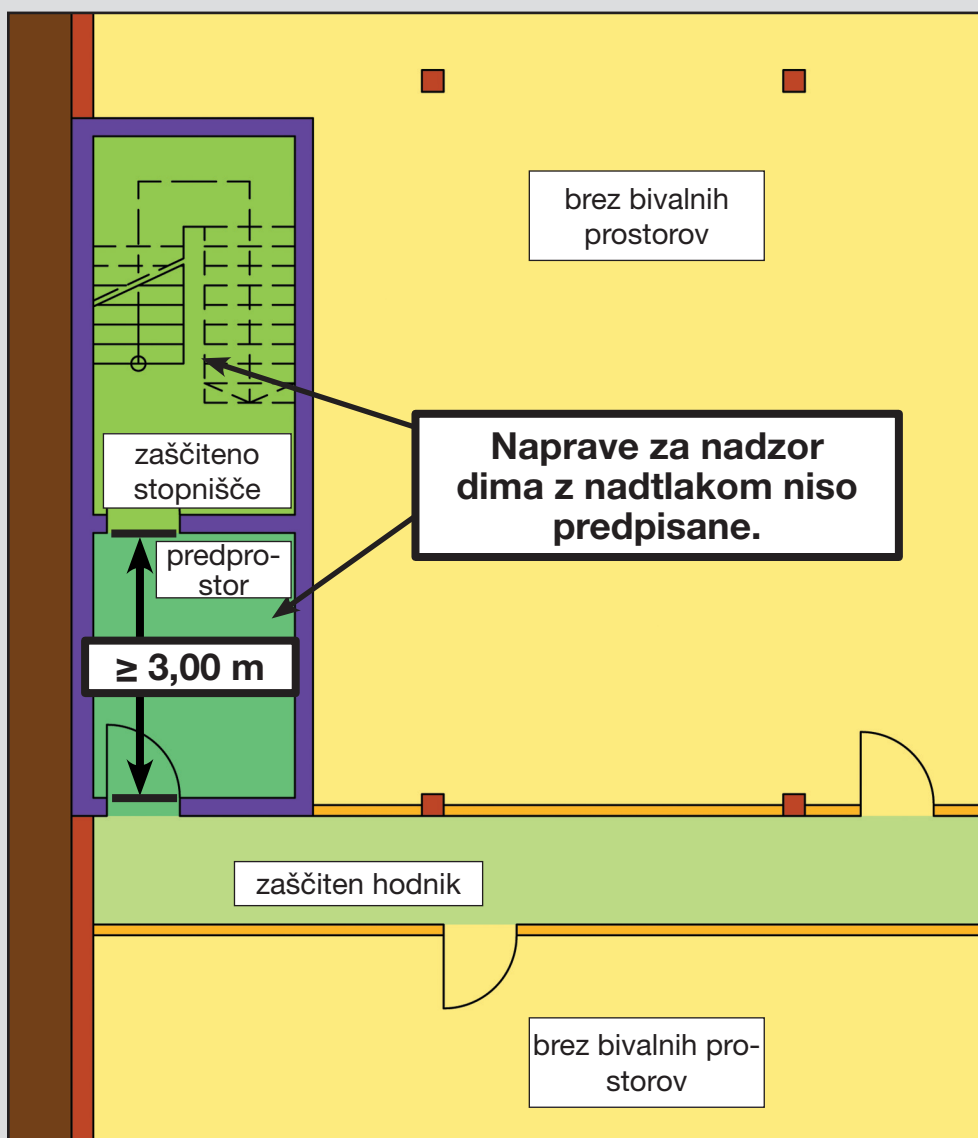 brez bivalnih
prostorov
Naprave za nadzor
dima z nadtlakom niso
predpisane.
zaščiteno
stopnišče
predpro-
stor
≥ 3,00 m
zaščiten hodnik
brez bivalnih pro-
storov